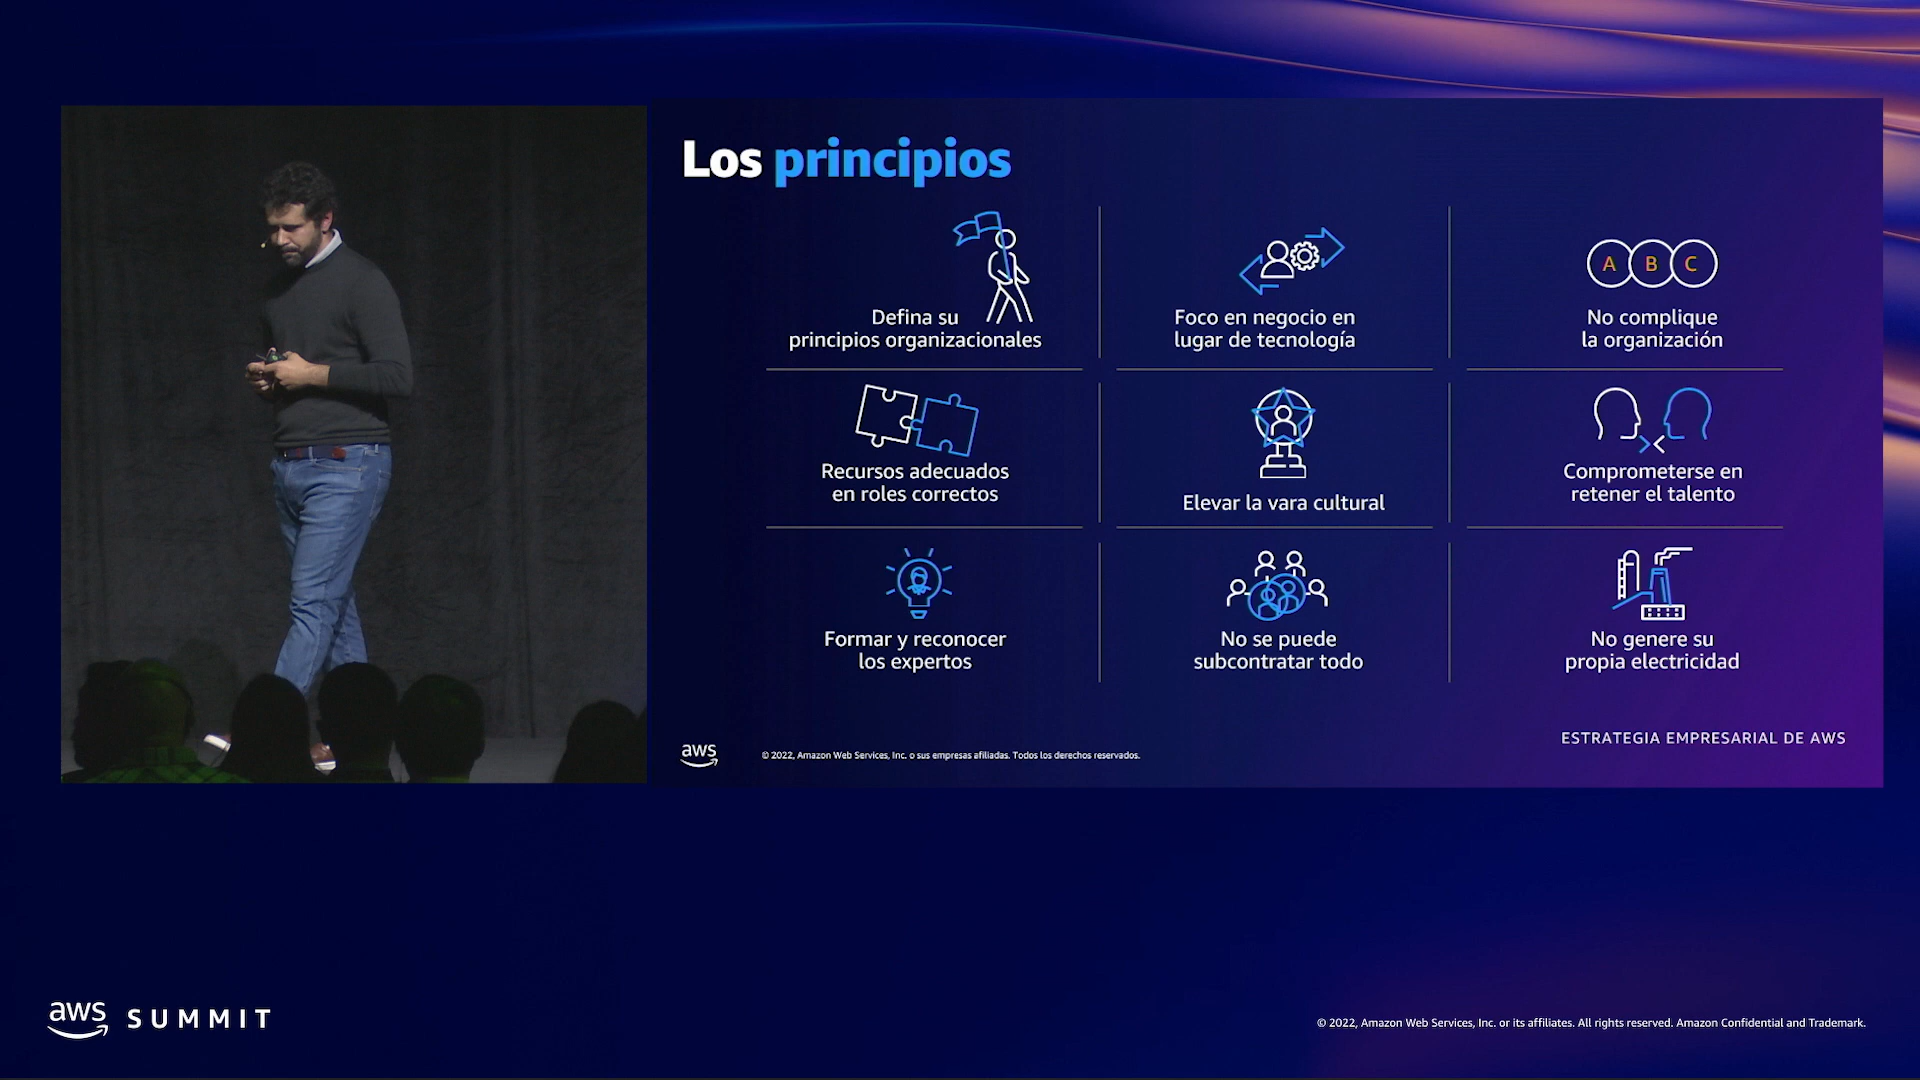 Los principios
Defina su
principios organizacionales
Foco en negocio en
lugar de tecnología
A B C
No complique
la organización
Recursos adecuados
en roles correctos
Elevar la vara cultural
Comprometerse en
retener el talento
Formar y reconocer
los expertos
No se puede
subcontratar todo
No genere su
propia electricidad
ESTRATEGIA EMPRESARIAL DE AWS
aws
© 2022, Amazon Web Services, Inc. o sus empresas afiliadas. Todos los derechos reservados.
aws SUMMIT
© 2022, Amazon Web Services, Inc. or its affiliates. All rights reserved. Amazon Confidential and Trademark.